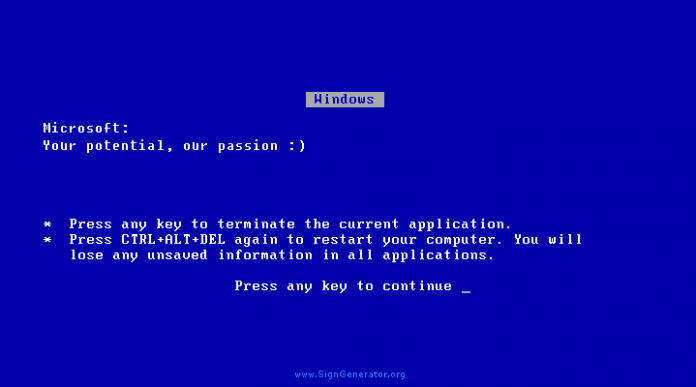 Windows
Microsoft:
Your potential, our passion :)
* Press any key to terminate the current application.
* Press CTRL+ALT+DEL again to restart your computer. You will
lose any unsaved information in all applications.
Press any key to continue _
www.SignGenerator.org